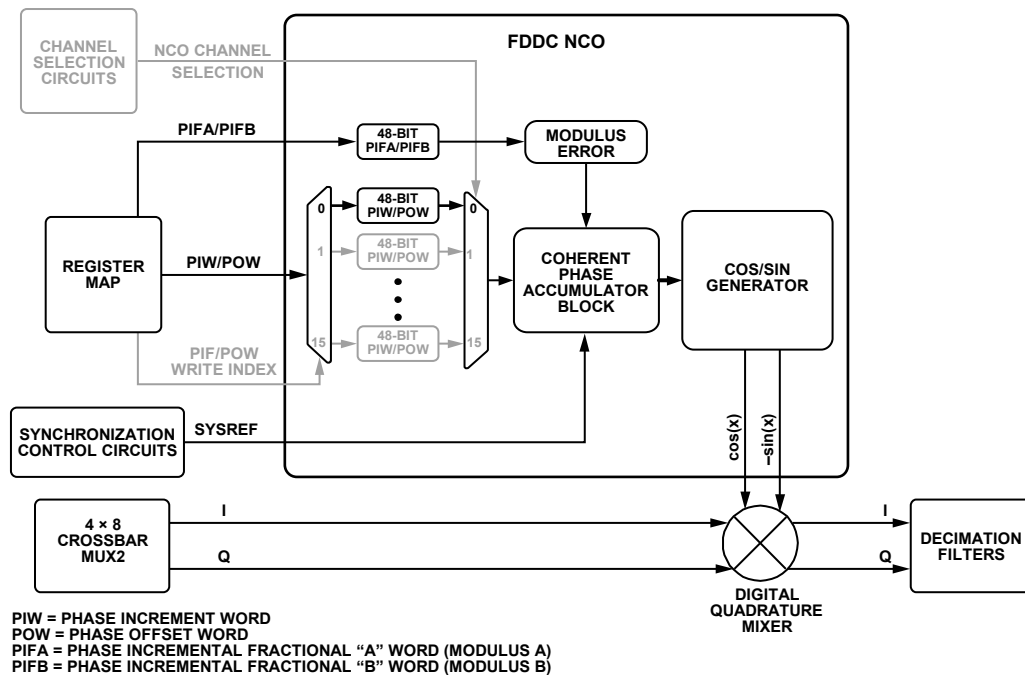 CHANNEL
SELECTION
CIRCUITS
NCO CHANNEL
SELECTION
FDDC NCO
PIFA/PIFB
48-BIT
PIFA/PIFB
MODULUS
ERROR
REGISTER
MAP
PIW/POW
0
48-BIT
PIW/POW
0
1
48-BIT
PIW/POW
1
15
48-BIT
PIW/POW
15
COHERENT
PHASE
ACCUMULATOR
BLOCK
COS/SIN
GENERATOR
PIF/POW
WRITE INDEX
SYNCHRONIZATION
CONTROL CIRCUITS
SYSREF
cos(x)
–sin(x)
4 × 8
CROSSBAR
MUX2
I
Q
I
Q
DECIMATION
FILTERS
DIGITAL
QUADRATURE
MIXER
PIW = PHASE INCREMENT WORD
POW = PHASE OFFSET WORD
PIFA = PHASE INCREMENTAL FRACTIONAL “A” WORD (MODULUS A)
PIFB = PHASE INCREMENTAL FRACTIONAL “B” WORD (MODULUS B)